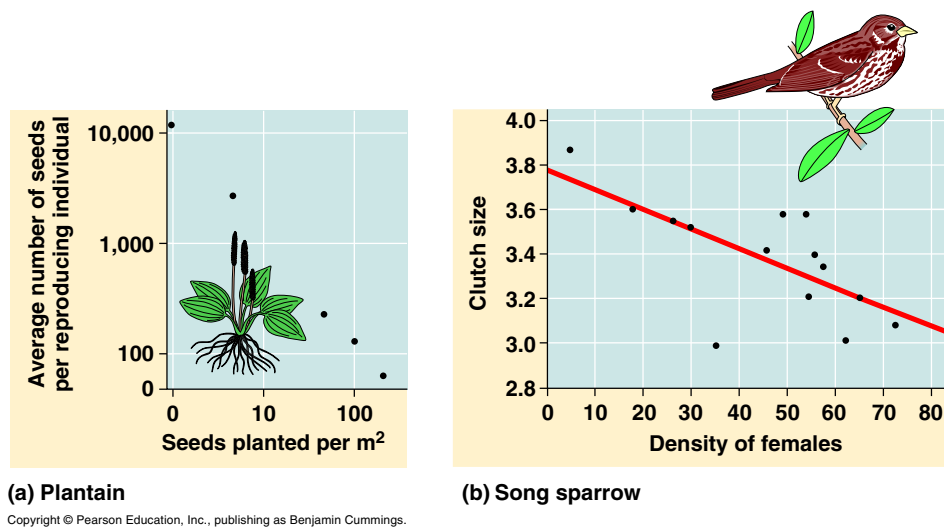 Average number of seeds
per reproducing individual
10,000
1,000
100
0
0 10 100
Seeds planted per m²
(a) Plantain
Clutch size
4.0
3.8
3.6
3.4
3.2
3.0
2.8
0 10 20 30 40 50 60 70 80
Density of females
(b) Song sparrow
Copyright © Pearson Education, Inc., publishing as Benjamin Cummings.